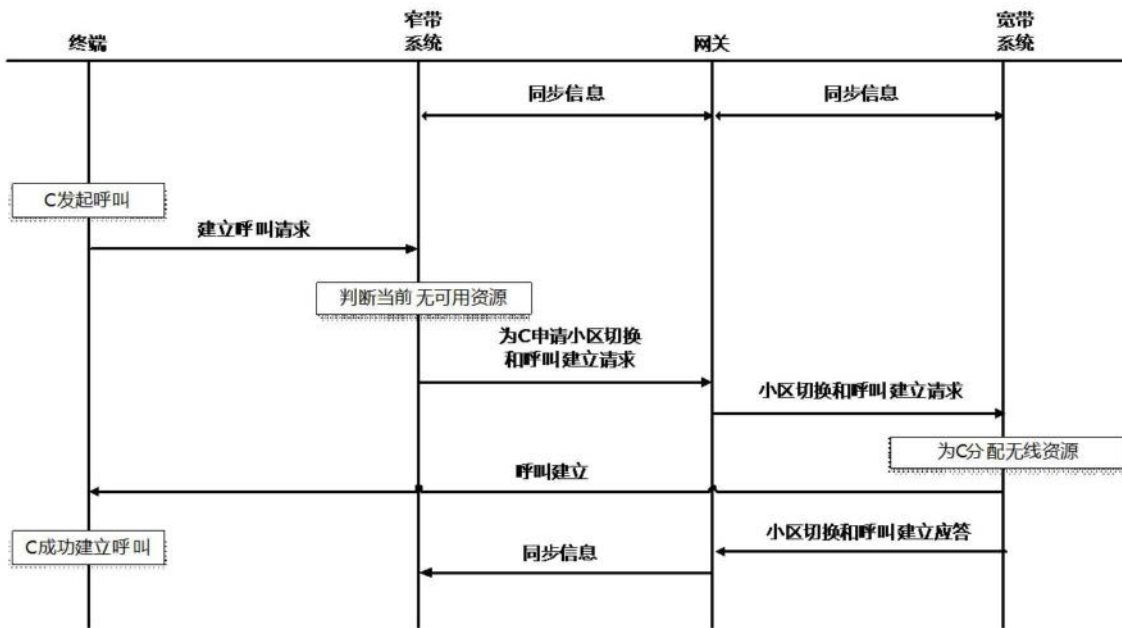 终端
窄带
系统
网关
宽带
系统
同步信息
同步信息
C发起呼叫
建立呼叫请求
判断当前无可用资源
为C申请小区切换
和呼叫建立请求
小区切换和呼叫建立请求
为C分配无线资源
呼叫建立
C成功建立呼叫
小区切换和呼叫建立应答
同步信息